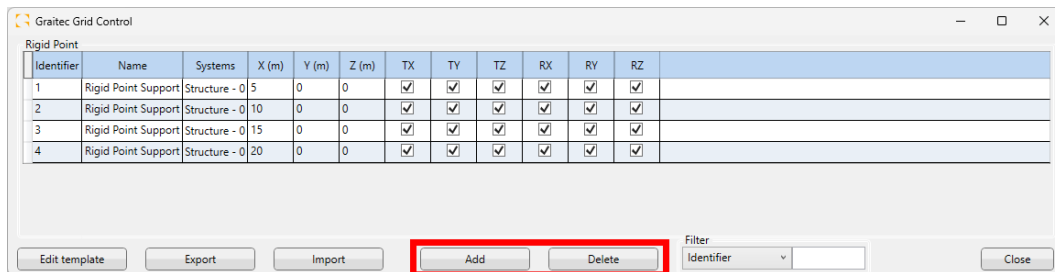 Graitec Grid Control
Rigid Point
Identifier Name Systems X (m) Y (m) Z (m) TX TY TZ RX RY RZ
1 Rigid Point Support Structure - 0 5 0 0
2 Rigid Point Support Structure - 0 10 0 0
3 Rigid Point Support Structure - 0 15 0 0
4 Rigid Point Support Structure - 0 20 0 0
Filter
Edit template Export Import Add Delete Identifier Close